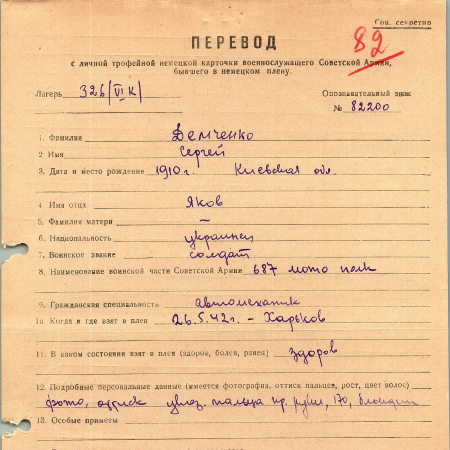 Сов. секретно
82
ПЕРЕВОД
с личной трофейной немецкой карточки военнослужащего Советской Армии,
бывшего в немецком плену.
Лагерь 326/VI K/ Опознавательный знак
№ 82200
1. Фамилия Демченко
2 Имя Сергей
3. Дата и место рождения 1910 г. Киевская обл.
4. Имя отца Яков
5. Фамилия матери —
6. Национальность украинец
7. Воинское звание солдат
8. Наименование воинской части Советской Армии 687 мото полк
9. Гражданская специальность автомеханик
10. Когда и где взят в плен 26.5.42 г. - Харьков
11. В каком состоянии взят в плен (здоров, болен, ранен) здоров
12. Подробные персональные данные (имеется фотография, оттиск пальцев, рост, цвет волос)
фото, оттиск указ. пальца пр. руки, 170, блондин
13. Особые приметы